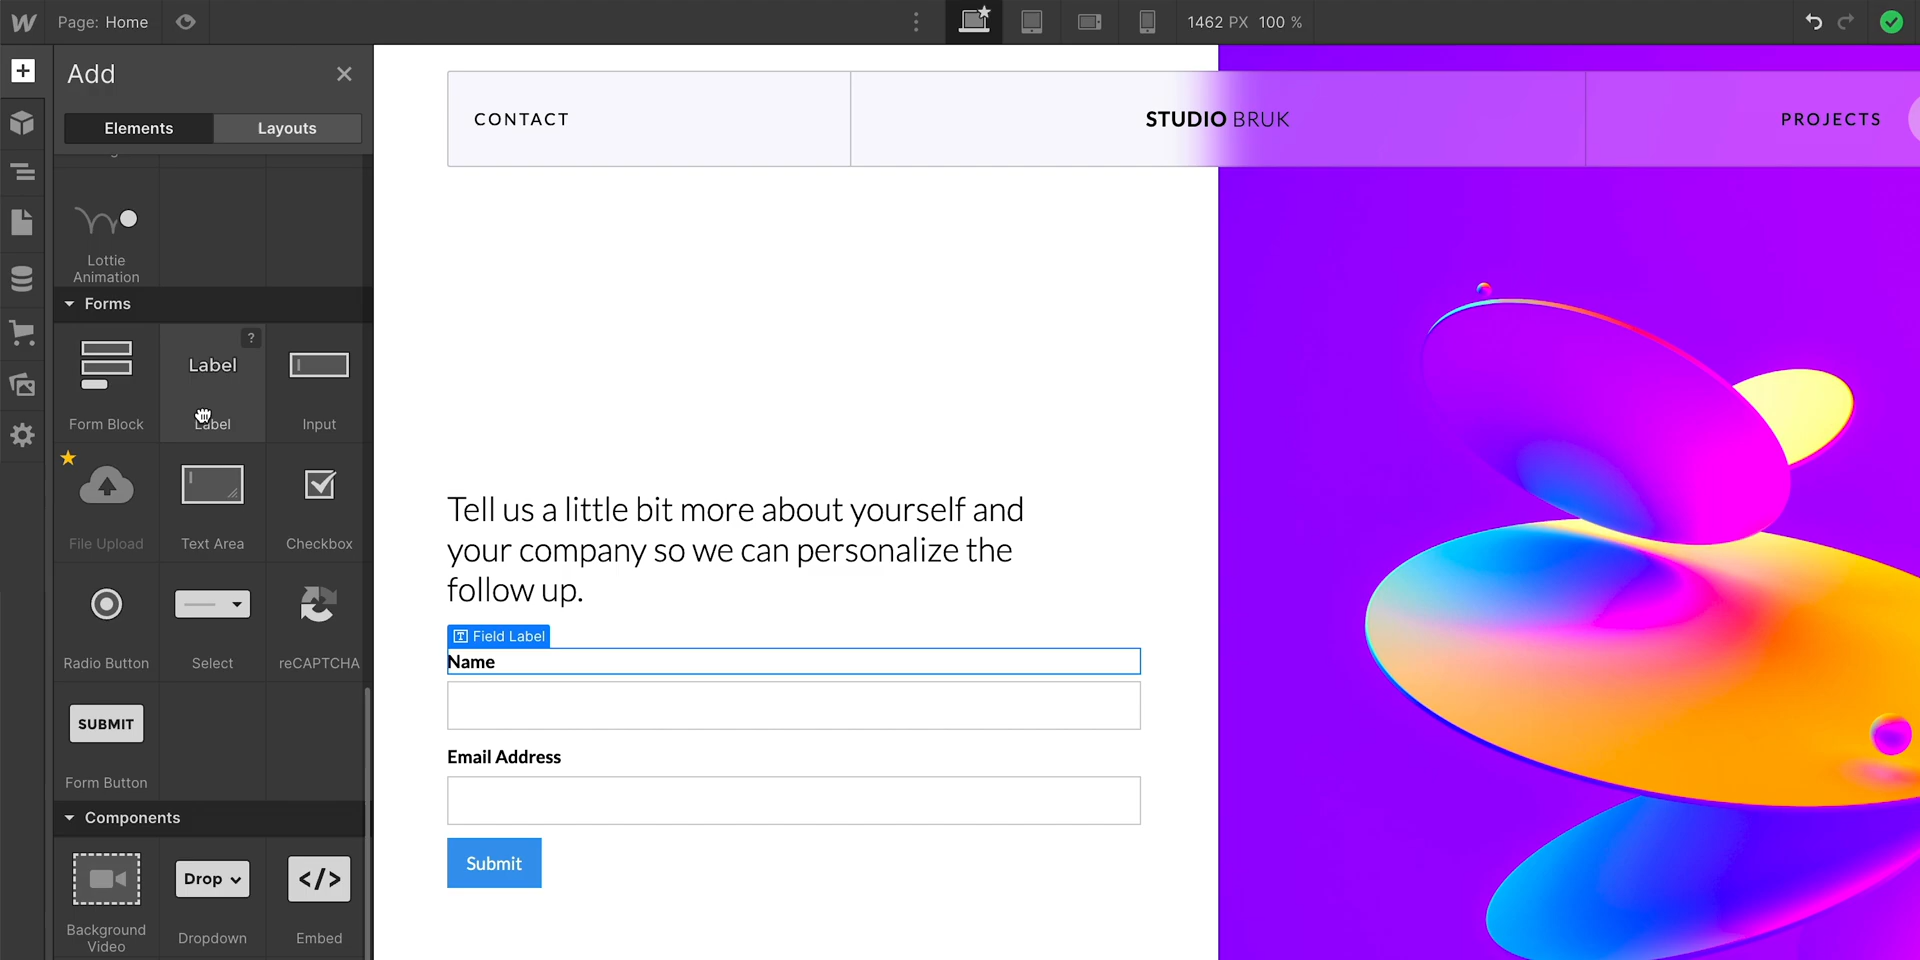 W Page: Home 1462 PX 100 %
Add
Elements Layouts
CONTACT STUDIO BRUK PROJECTS
Lottie
Animation
Forms
?
Label
Form Block Label Input
File Upload Text Area Checkbox
Radio Button Select reCAPTCHA
SUBMIT
Form Button
Components
Drop </>
Background
Video
Dropdown Embed
Tell us a little bit more about yourself and
your company so we can personalize the
follow up.
Field Label
Name
Email Address
Submit